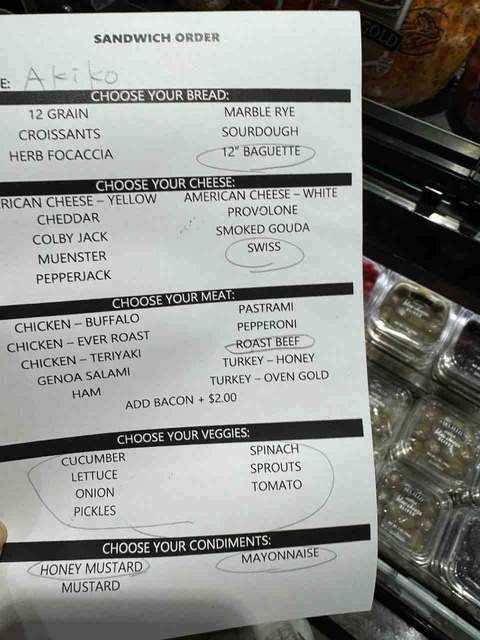 SANDWICH ORDER
E: Akiko
CHOOSE YOUR BREAD:
12 GRAIN MARBLE RYE
CROISSANTS SOURDOUGH
HERB FOCACCIA 12" BAGUETTE
CHOOSE YOUR CHEESE:
RICAN CHEESE – YELLOW AMERICAN CHEESE – WHITE
CHEDDAR PROVOLONE
COLBY JACK SMOKED GOUDA
MUENSTER SWISS
PEPPERJACK
CHOOSE YOUR MEAT:
CHICKEN – BUFFALO PASTRAMI
CHICKEN – EVER ROAST PEPPERONI
CHICKEN – TERIYAKI ROAST BEEF
GENOA SALAMI TURKEY – HONEY
HAM TURKEY – OVEN GOLD
ADD BACON + $2.00
CHOOSE YOUR VEGGIES:
CUCUMBER SPINACH
LETTUCE SPROUTS
ONION TOMATO
PICKLES
CHOOSE YOUR CONDIMENTS:
HONEY MUSTARD MAYONNAISE
MUSTARD
GOLD